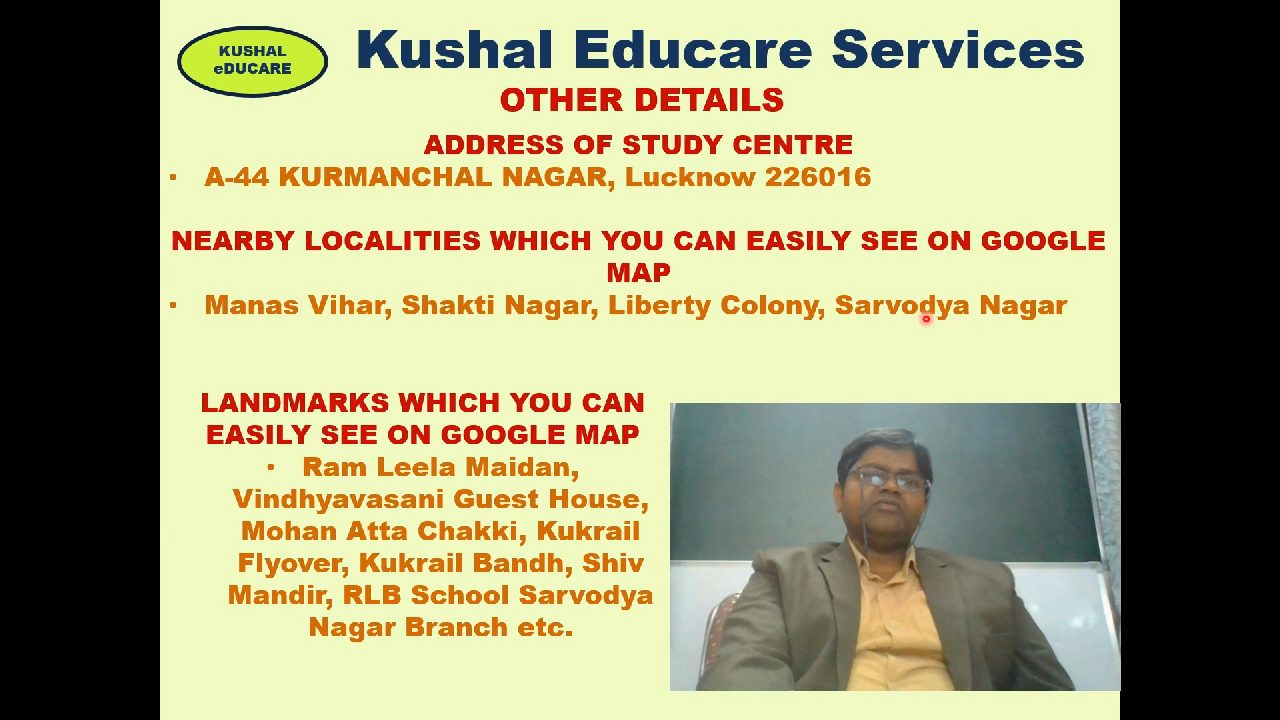 KUSHAL
eDUCARE
Kushal Educare Services
OTHER DETAILS
ADDRESS OF STUDY CENTRE
• A-44 KURMANCHAL NAGAR, Lucknow 226016
NEARBY LOCALITIES WHICH YOU CAN EASILY SEE ON GOOGLE
MAP
• Manas Vihar, Shakti Nagar, Liberty Colony, Sarvodya Nagar
LANDMARKS WHICH YOU CAN
EASILY SEE ON GOOGLE MAP
• Ram Leela Maidan,
Vindhyavasani Guest House,
Mohan Atta Chakki, Kukrail
Flyover, Kukrail Bandh, Shiv
Mandir, RLB School Sarvodya
Nagar Branch etc.